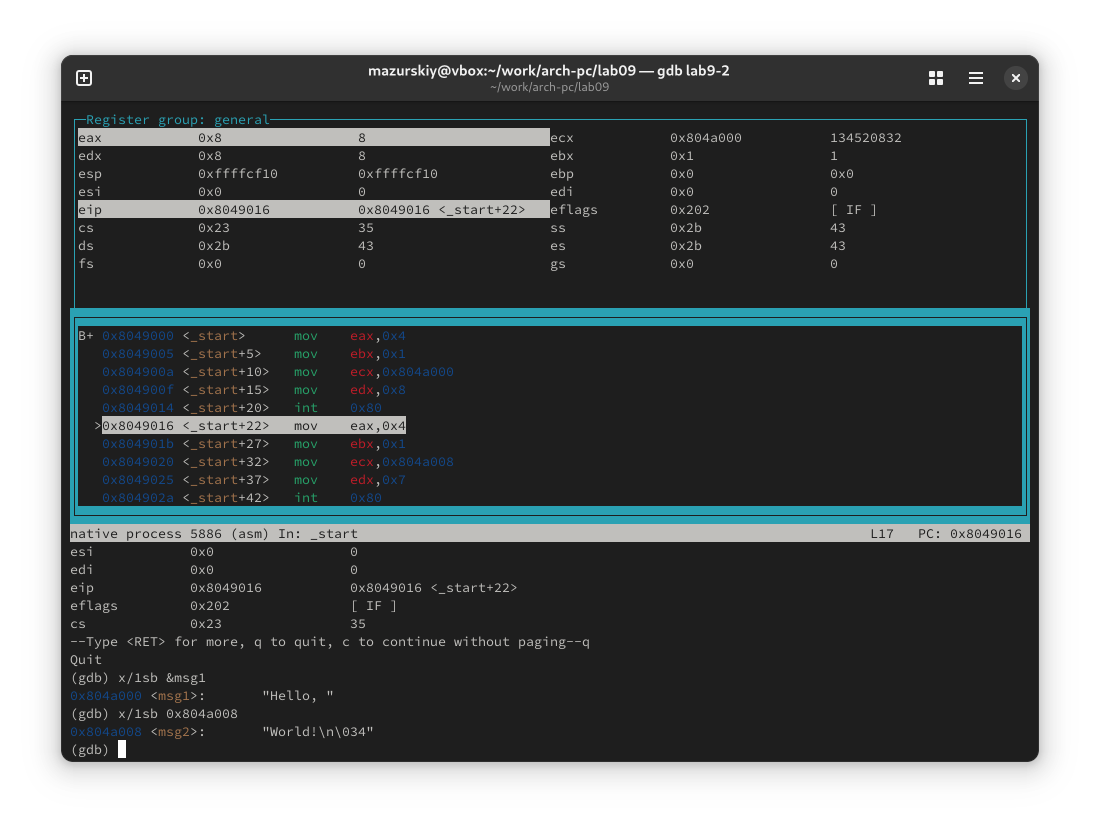 mazurskiy@vbox:~/work/arch-pc/lab09 — gdb lab9-2
~/work/arch-pc/lab09
Register group: general
eax 0x8 8 ecx 0x804a000 134520832
edx 0x8 8 ebx 0x1 1
esp 0xffffcf10 0xffffcf10 ebp 0x0 0x0
esi 0x0 0 edi 0x0 0
eip 0x8049016 0x8049016 <_start+22> eflags 0x202 [ IF ]
cs 0x23 35 ss 0x2b 43
ds 0x2b 43 es 0x2b 43
fs 0x0 0 gs 0x0 0
B+ 0x8049000 <_start> mov eax,0x4
0x8049005 <_start+5> mov ebx,0x1
0x804900a <_start+10> mov ecx,0x804a000
0x804900f <_start+15> mov edx,0x8
0x8049014 <_start+20> int 0x80
>0x8049016 <_start+22> mov eax,0x4
0x804901b <_start+27> mov ebx,0x1
0x8049020 <_start+32> mov ecx,0x804a008
0x8049025 <_start+37> mov edx,0x7
0x804902a <_start+42> int 0x80
native process 5886 (asm) In: _start L17 PC: 0x8049016
esi 0x0 0
edi 0x0 0
eip 0x8049016 0x8049016 <_start+22>
eflags 0x202 [ IF ]
cs 0x23 35
--Type <RET> for more, q to quit, c to continue without paging--q
Quit
(gdb) x/1sb &msg1
0x804a000 <msg1>: "Hello, "
(gdb) x/1sb 0x804a008
0x804a008 <msg2>: "World!\n\034"
(gdb)